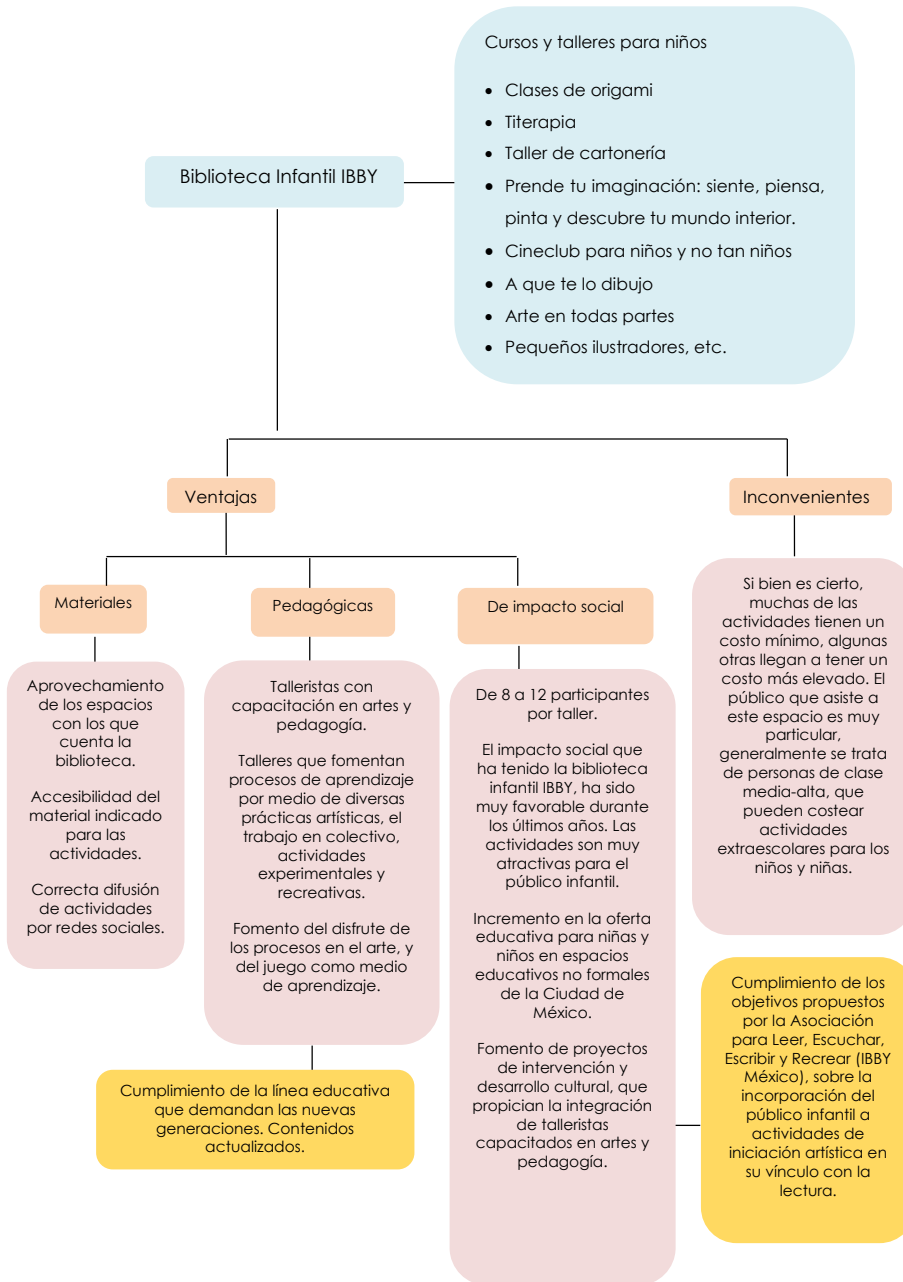 Cursos y talleres para niños
• Clases de origami
• Titerapia
• Taller de cartonería
• Prende tu imaginación: siente, piensa,
pinta y descubre tu mundo interior.
• Cineclub para niños y no tan niños
• A que te lo dibujo
• Arte en todas partes
• Pequeños ilustradores, etc.
Biblioteca Infantil IBBY
Ventajas
Inconvenientes
Materiales
Pedagógicas
De impacto social
Aprovechamiento
de los espacios
con los que
cuenta la
biblioteca.
Accesibilidad del
material indicado
para las
actividades.
Correcta difusión
de actividades
por redes sociales.
Talleristas con
capacitación en artes y
pedagogía.
Talleres que fomentan
procesos de aprendizaje
por medio de diversas
prácticas artísticas, el
trabajo en colectivo,
actividades
experimentales y
recreativas.
Fomento del disfrute de
los procesos en el arte, y
del juego como medio
de aprendizaje.
Cumplimiento de la línea educativa
que demandan las nuevas
generaciones. Contenidos
actualizados.
De 8 a 12 participantes
por taller.
El impacto social que
ha tenido la biblioteca
infantil IBBY, ha sido
muy favorable durante
los últimos años. Las
actividades son muy
atractivas para el
público infantil.
Incremento en la oferta
educativa para niñas y
niños en espacios
educativos no formales
de la Ciudad de
México.
Fomento de proyectos
de intervención y
desarrollo cultural, que
propician la integración
de talleristas
capacitados en artes y
pedagogía.
Si bien es cierto,
muchas de las
actividades tienen un
costo mínimo, algunas
otras llegan a tener un
costo más elevado. El
público que asiste a
este espacio es muy
particular,
generalmente se trata
de personas de clase
media-alta, que
pueden costear
actividades
extraescolares para los
niños y niñas.
Cumplimiento de los
objetivos propuestos
por la Asociación
para Leer, Escuchar,
Escribir y Recrear (IBBY
México), sobre la
incorporación del
público infantil a
actividades de
iniciación artística en
su vínculo con la
lectura.